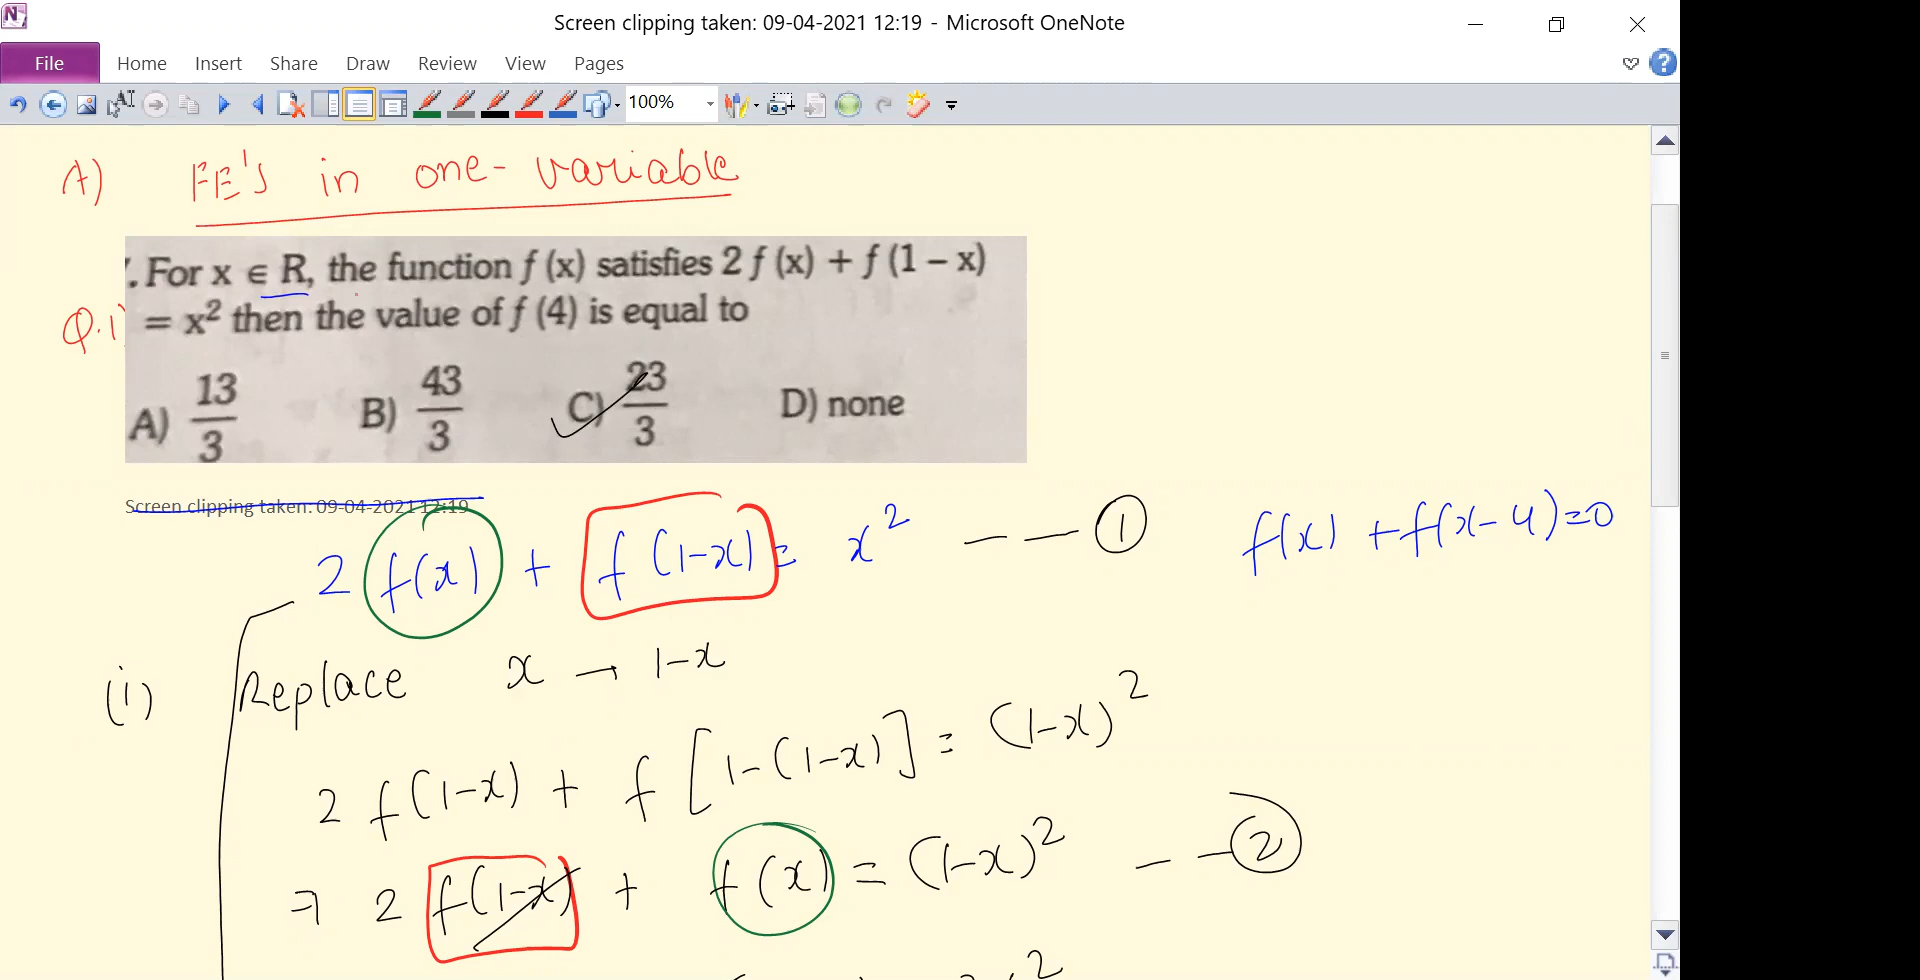 Screen clipping taken: 09-04-2021 12:19 - Microsoft OneNote
File Home Insert Share Draw Review View Pages
100%
A) FE's in one-variable
Q.1)
. For x ∈ R, the function f (x) satisfies 2 f (x) + f (1 – x)
= x² then the value of f (4) is equal to
A) 13/3 B) 43/3 C) 23/3 D) none
Screen clipping taken: 09-04-2021 12:19
2 f(x) + f(1-x) = x² -- ①
f(x) + f(x-4)=0
(i) Replace x → 1-x
2 f(1-x) + f[1-(1-x)] = (1-x)²
⇒ 2 f(1-x) + f(x) = (1-x)² -- ②